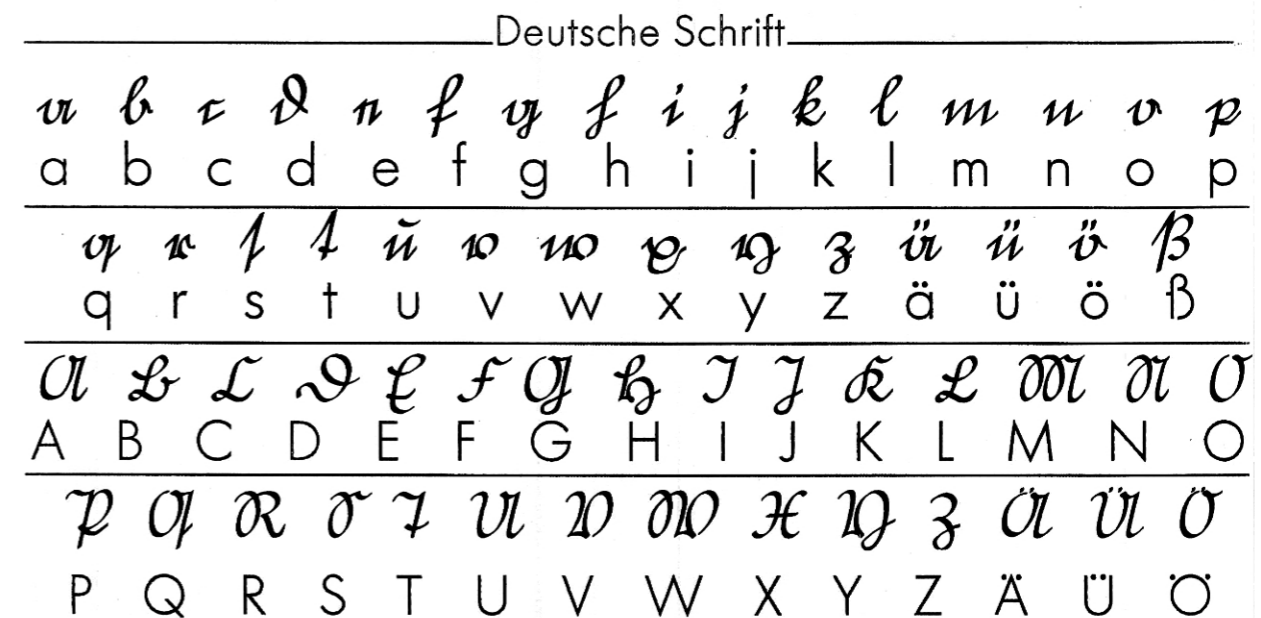 Deutsche Schrift
a b c d e f g h i j k l m n o p
a b c d e f g h i j k l m n o p
q r s t u v w x y z ä ü ö ß
q r s t u v w x y z ä ü ö ß
A B C D E F G H I J K L M N O
A B C D E F G H I J K L M N O
P Q R S T U V W X Y Z Ä Ü Ö
P Q R S T U V W X Y Z Ä Ü Ö